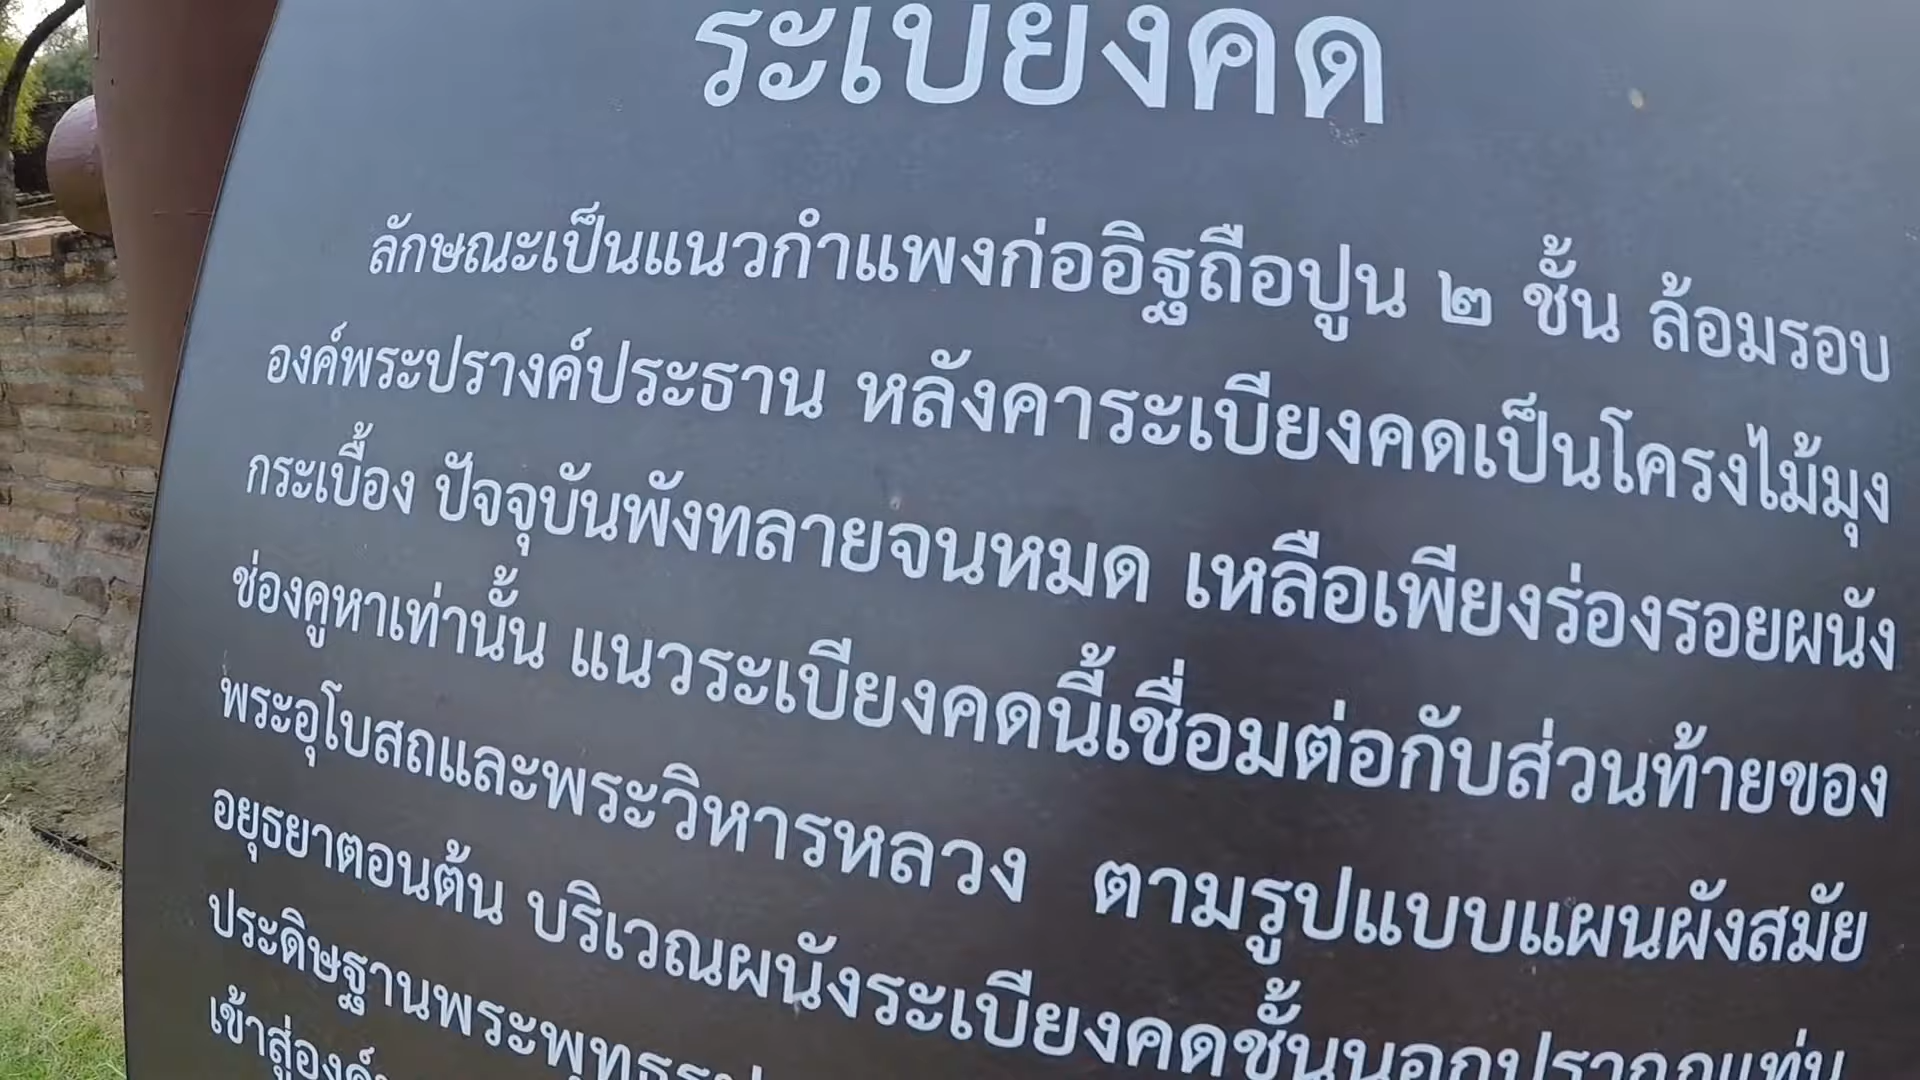 ระเบียงคด
ลักษณะเป็นแนวกำแพงก่ออิฐถือปูน ๒ ชั้น ล้อมรอบ
องค์พระปรางค์ประธาน หลังคาระเบียงคดเป็นโครงไม้มุง
กระเบื้อง ปัจจุบันพังทลายจนหมด เหลือเพียงร่องรอยผนัง
ช่องคูหาเท่านั้น แนวระเบียงคดนี้เชื่อมต่อกับส่วนท้ายของ
พระอุโบสถและพระวิหารหลวง ตามรูปแบบแผนผังสมัย
อยุธยาตอนต้น บริเวณผนังระเบียงคดชั้นนอกปรากฏแท่น
ประดิษฐานพระพุทธรูป
เข้าสู่องค์